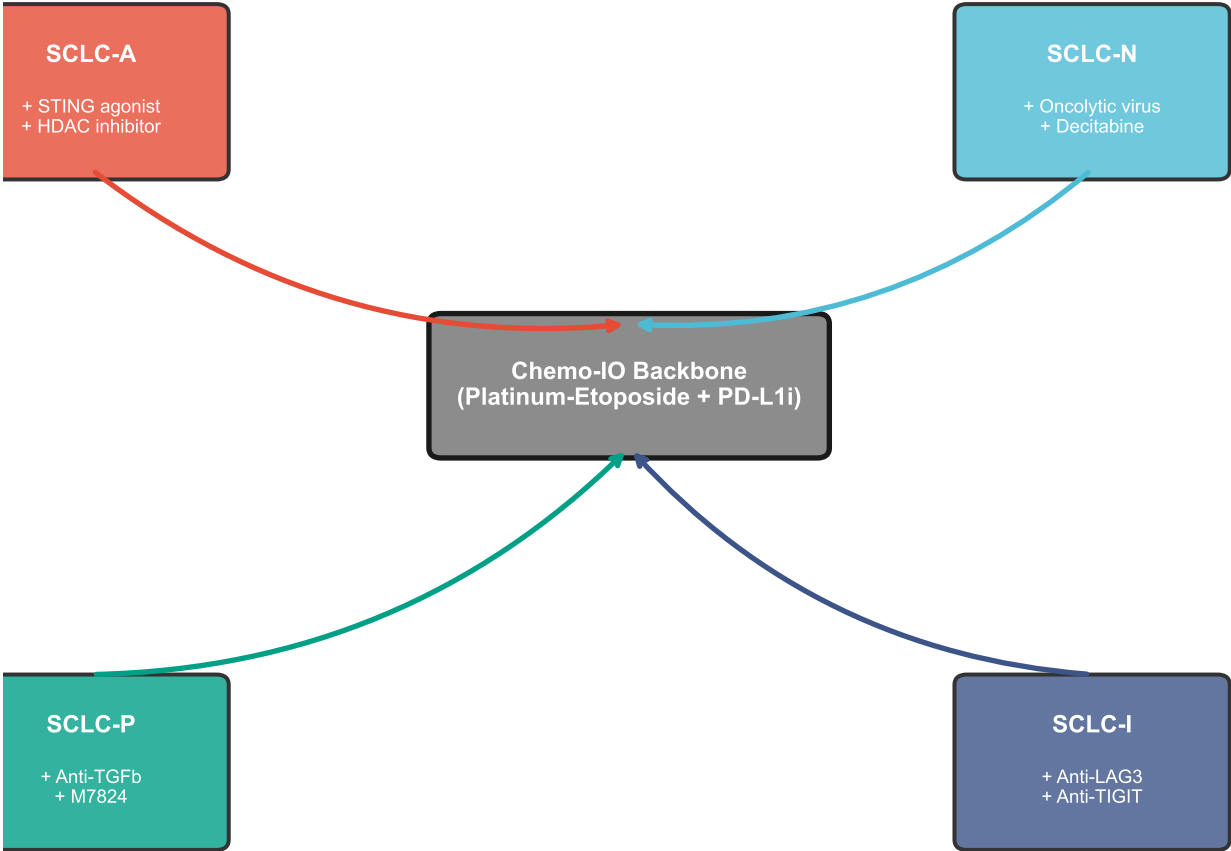 SCLC-A
+ STING agonist
+ HDAC inhibitor
SCLC-N
+ Oncolytic virus
+ Decitabine
Chemo-IO Backbone
(Platinum-Etoposide + PD-L1i)
SCLC-P
+ Anti-TGFb
+ M7824
SCLC-I
+ Anti-LAG3
+ Anti-TIGIT